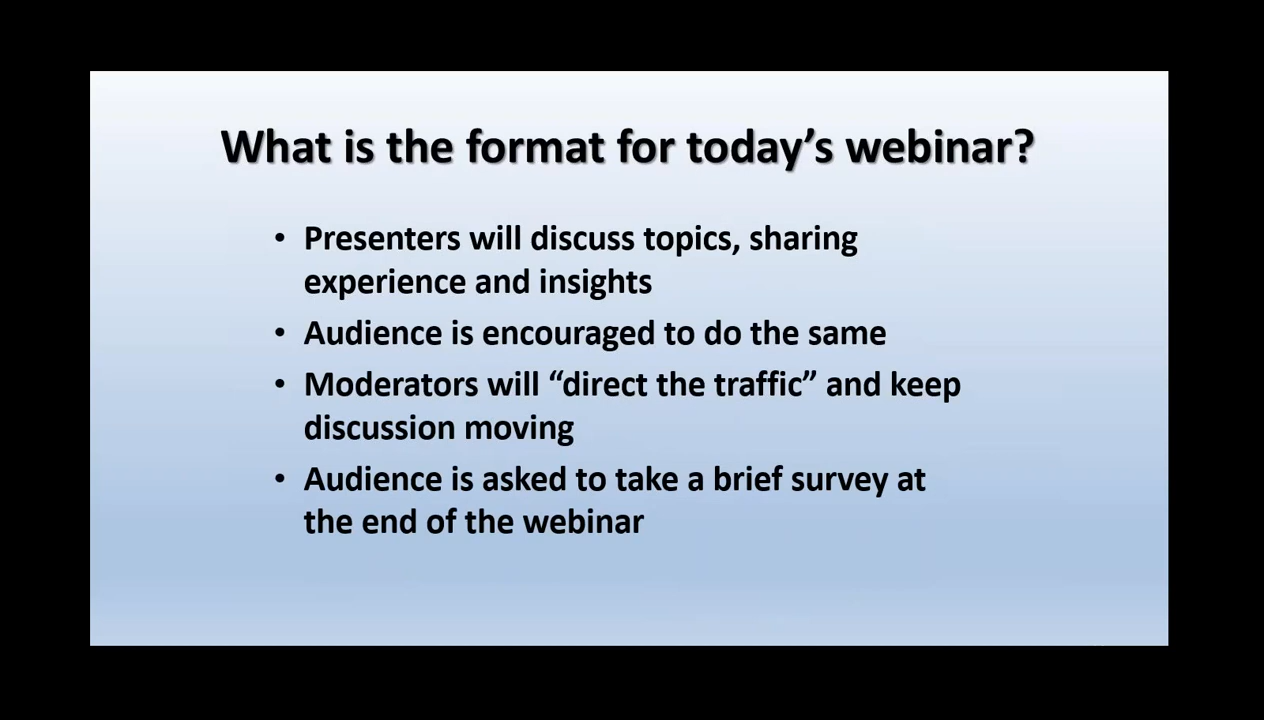 What is the format for today’s webinar?
• Presenters will discuss topics, sharing
experience and insights
• Audience is encouraged to do the same
• Moderators will “direct the traffic” and keep
discussion moving
• Audience is asked to take a brief survey at
the end of the webinar